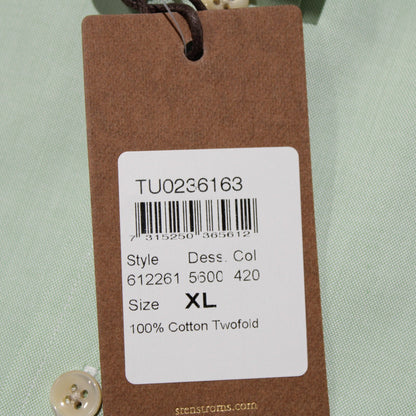 TU0236163
7 315250 365612
Style Dess. Col
612261 5600 420
Size XL
100% Cotton Twofold
stenstroms.com